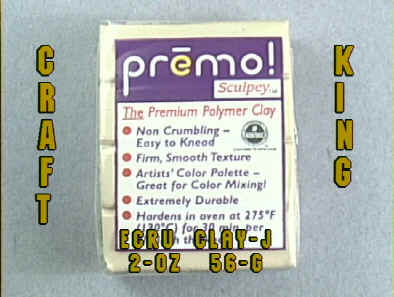 CRAFT
KING
prēmo!
Sculpey
The Premium Polymer Clay
Non Crumbling –
Easy to Knead
Firm, Smooth Texture
Artists' Color Palette –
Great for Color Mixing!
Extremely Durable
Hardens in oven at 275°F
(130°C) for 30 min. per
ECRU CLAY-J
2-OZ 56-G